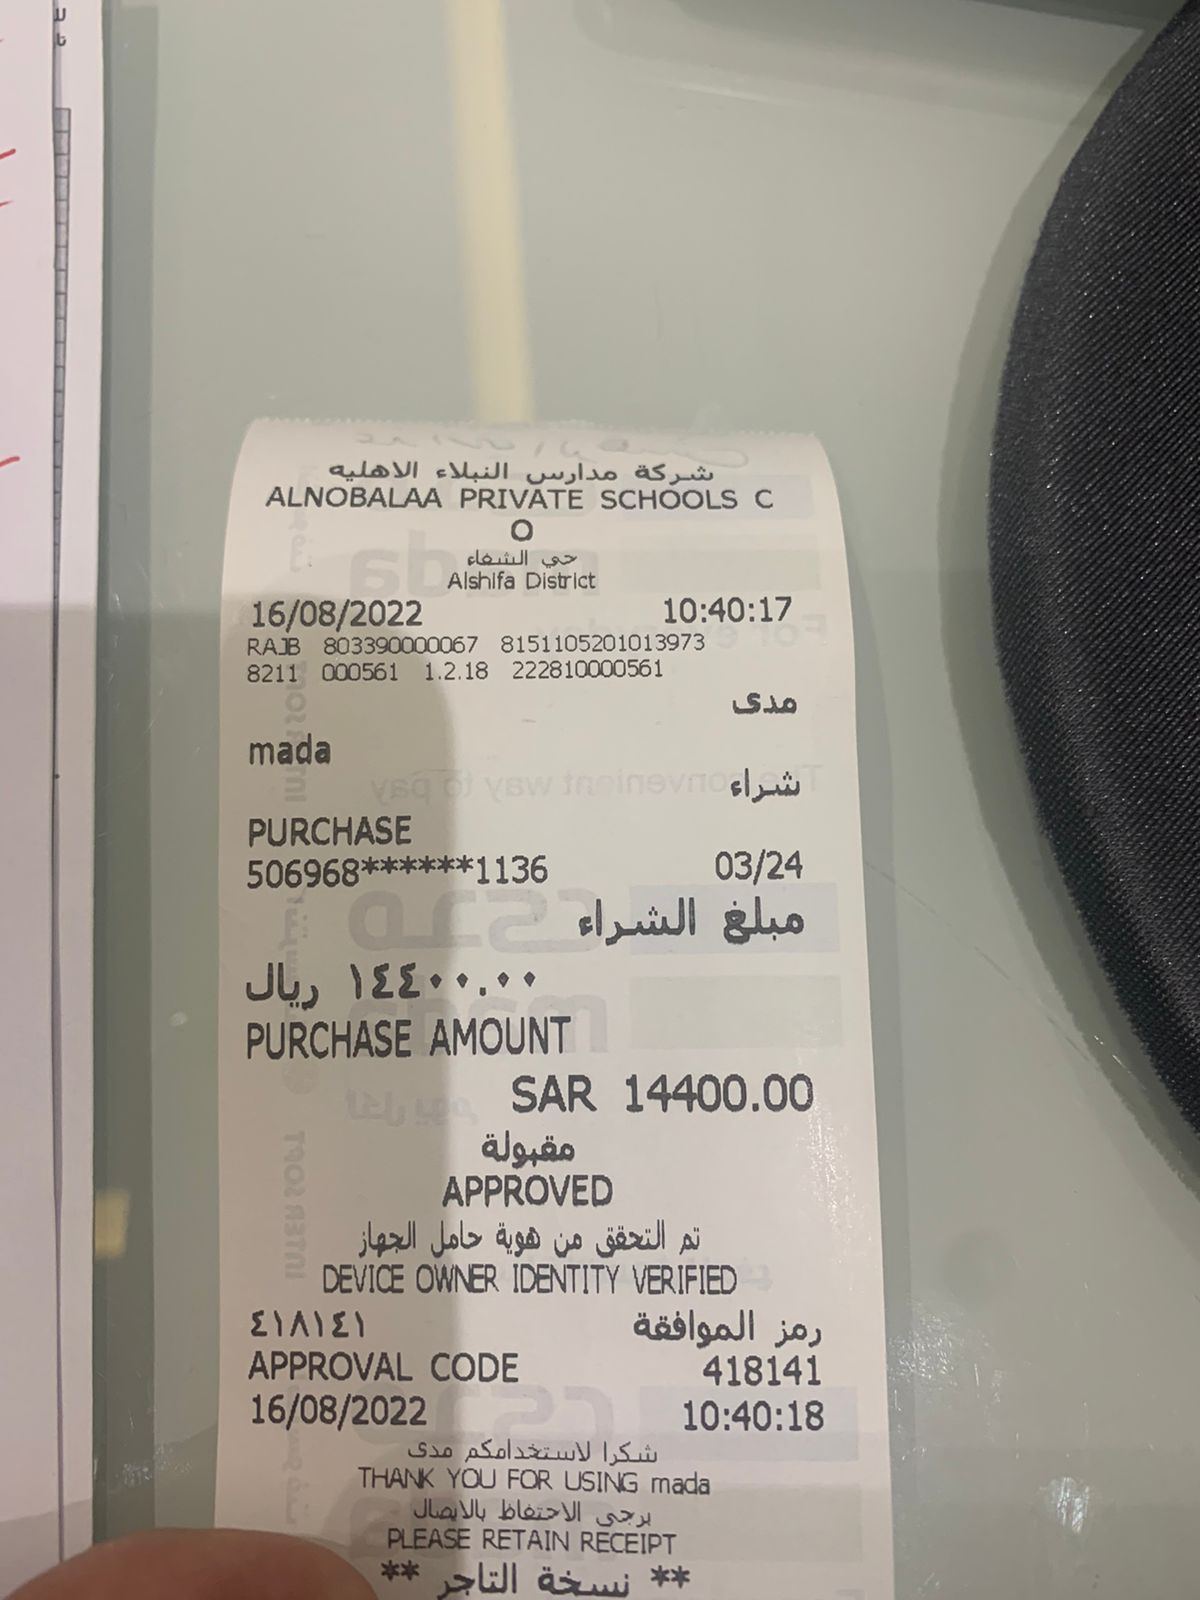 شركة مدارس النبلاء الاهليه
ALNOBALAA PRIVATE SCHOOLS C
O
حي الشفاء
Alshifa District
16/08/2022 10:40:17
RAJB 803390000067 8151105201013973
8211 000561 1.2.18 222810000561
مدى
mada
شراء
PURCHASE
506968******1136 03/24
مبلغ الشراء
١٤٤٠٠.٠٠ ريال
PURCHASE AMOUNT
SAR 14400.00
مقبولة
APPROVED
تم التحقق من هوية حامل الجهاز
DEVICE OWNER IDENTITY VERIFIED
رمز الموافقة ٤١٨١٤١
APPROVAL CODE 418141
16/08/2022 10:40:18
شكرا لاستخدامكم مدى
THANK YOU FOR USING mada
يرجى الاحتفاظ بالايصال
PLEASE RETAIN RECEIPT
** نسخة التاجر **